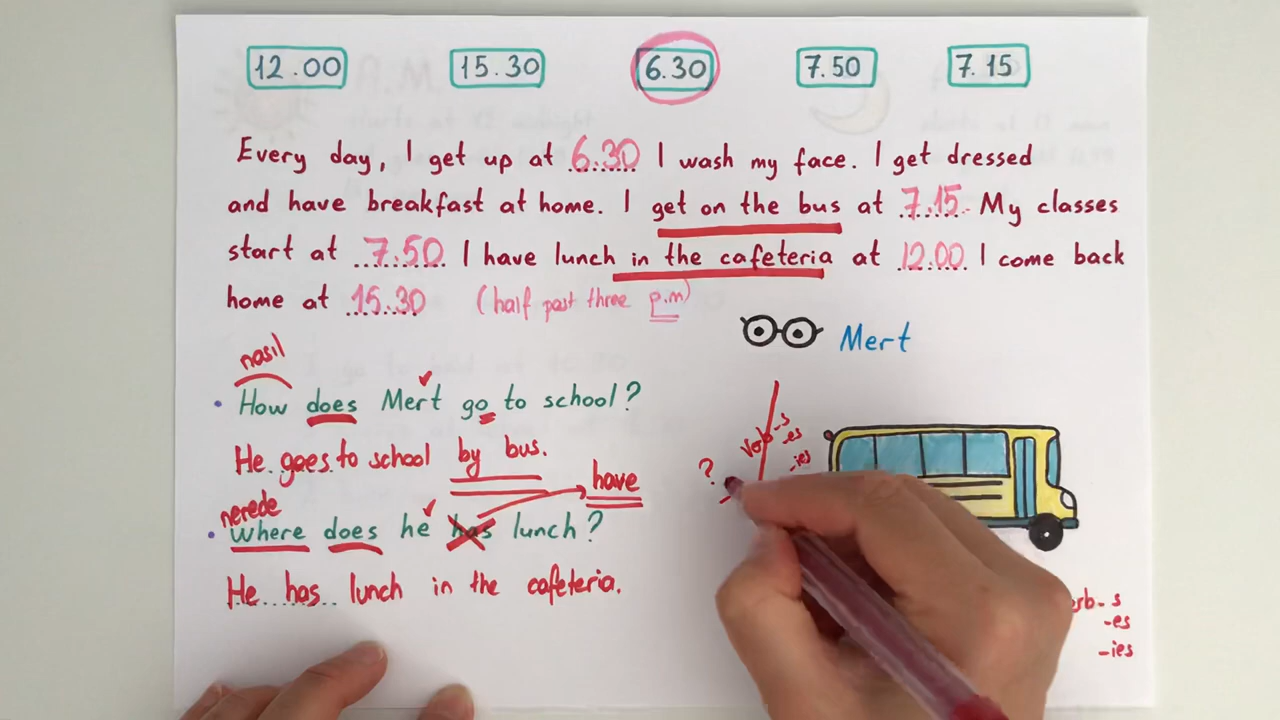 12.00 15.30 6.30 7.50 7.15
Every day, I get up at 6.30 I wash my face. I get dressed
and have breakfast at home. I get on the bus at 7.15. My classes
start at 7.50 I have lunch in the cafeteria at 12.00 I come back
home at 15.30 (half past three p.m)
Mert
nasıl
How does Mert go to school?
He goes to school by bus.
have
nerede
Where does he has lunch?
He has lunch in the cafeteria.
Verb -s
-es
-ies
?
-s
-es
-ies